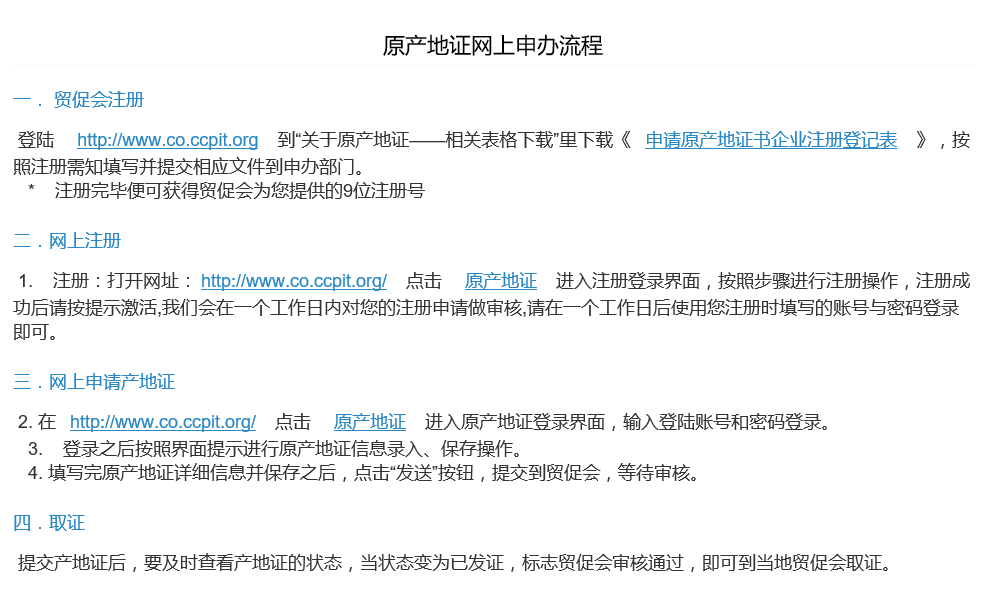 原产地证网上申办流程
一．贸促会注册
登陆 http://www.co.ccpit.org 到“关于原产地证——相关表格下载”里下载《 申请原产地证书企业注册登记表 》，按
照注册需知填写并提交相应文件到申办部门。
* 注册完毕便可获得贸促会为您提供的9位注册号
二．网上注册
1. 注册：打开网址： http://www.co.ccpit.org/ 点击 原产地证 进入注册登录界面，按照步骤进行注册操作，注册成
功后请按提示激活,我们会在一个工作日内对您的注册申请做审核,请在一个工作日后使用您注册时填写的账号与密码登录
即可。
三．网上申请产地证
2. 在 http://www.co.ccpit.org/ 点击 原产地证 进入原产地证登录界面，输入登陆账号和密码登录。
3. 登录之后按照界面提示进行原产地证信息录入、保存操作。
4. 填写完原产地证详细信息并保存之后，点击“发送”按钮，提交到贸促会，等待审核。
四．取证
提交产地证后，要及时查看产地证的状态，当状态变为已发证，标志贸促会审核通过，即可到当地贸促会取证。